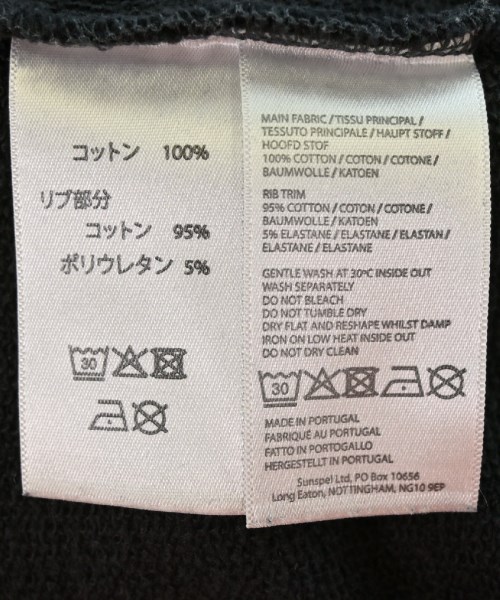 コットン 100%
リブ部分
コットン 95%
ポリウレタン 5%
30
MAIN FABRIC / TISSU PRINCIPAL /
TESSUTO PRINCIPALE / HAUPT STOFF /
HOOFD STOF
100% COTTON / COTON / COTONE /
BAUMWOLLE / KATOEN
RIB TRIM
95% COTTON / COTON / COTONE /
BAUMWOLLE / KATOEN
5% ELASTANE / ELASTANE / ELASTAN /
ELASTANE / ELASTANE
GENTLE WASH AT 30°C INSIDE OUT
WASH SEPARATELY
DO NOT BLEACH
DO NOT TUMBLE DRY
DRY FLAT AND RESHAPE WHILST DAMP
IRON ON LOW HEAT INSIDE OUT
DO NOT DRY CLEAN
30
MADE IN PORTUGAL
FABRIQUÉ AU PORTUGAL
FATTO IN PORTOGALLO
HERGESTELLT IN PORTUGAL
Sunspel Ltd, PO Box 10656
Long Eaton, NOTTINGHAM, NG10 9EP